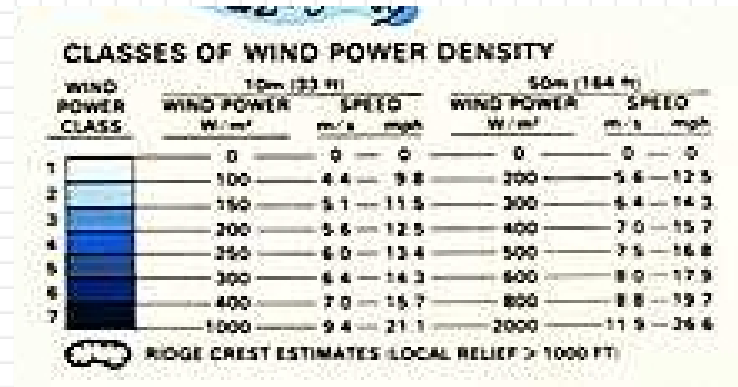 CLASSES OF WIND POWER DENSITY
WIND POWER CLASS 10m (33 ft) 50m (164 ft)
WIND POWER W/m² SPEED m/s mph WIND POWER W/m² SPEED m/s mph
0 0 0 0 0 0
1
100 4.4 9.8 200 5.6 12.5
2
150 5.1 11.5 300 6.4 14.3
3
200 5.6 12.5 400 7.0 15.7
4
250 6.0 13.4 500 7.5 16.8
5
300 6.4 14.3 600 8.0 17.9
6
400 7.0 15.7 800 8.8 19.7
7
1000 9.4 21.1 2000 11.9 26.6
RIDGE CREST ESTIMATES (LOCAL RELIEF > 1000 FT)